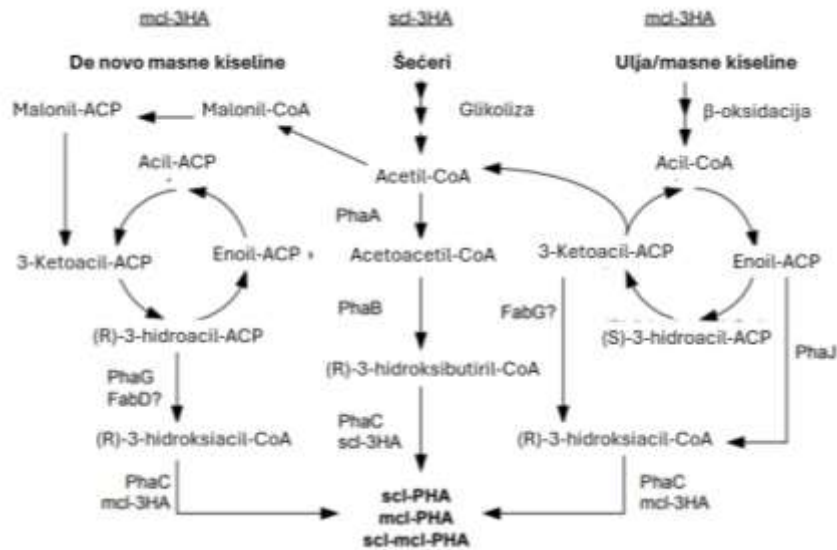 mcl-3HA
scl-3HA
mcl-3HA
De novo masne kiseline
Šećeri
Ulja/masne kiseline
Malonil-ACP
Malonil-CoA
Glikoliza
β-oksidacija
Acil-ACP
Acetil-CoA
Acil-CoA
PhaA
3-Ketoacil-ACP
Enoil-ACP
Acetoacetil-CoA
3-Ketoacil-ACP
Enoil-ACP
PhaB
FabG?
(R)-3-hidroacil-ACP
(S)-3-hidroacil-ACP
PhaJ
(R)-3-hidroksibutiril-CoA
PhaG
FabD?
PhaC
scl-3HA
(R)-3-hidroksiacil-CoA
(R)-3-hidroksiacil-CoA
PhaC
mcl-3HA
PhaC
mcl-3HA
scl-PHA
mcl-PHA
scl-mcl-PHA